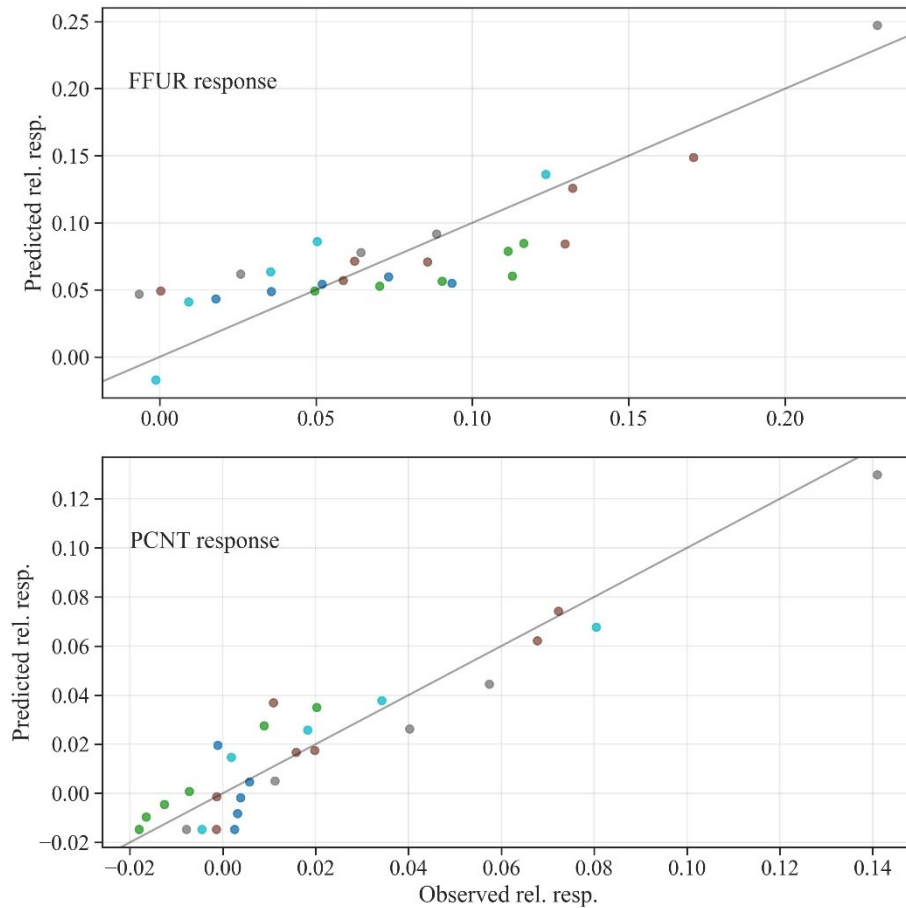 0.25
FFUR response
0.20
0.15
0.10
0.05
0.00
Predicted rel. resp.
0.00 0.05 0.10 0.15 0.20
0.12
PCNT response
0.10
0.08
0.06
0.04
0.02
0.00
−0.02
Predicted rel. resp.
−0.02 0.00 0.02 0.04 0.06 0.08 0.10 0.12 0.14
Observed rel. resp.